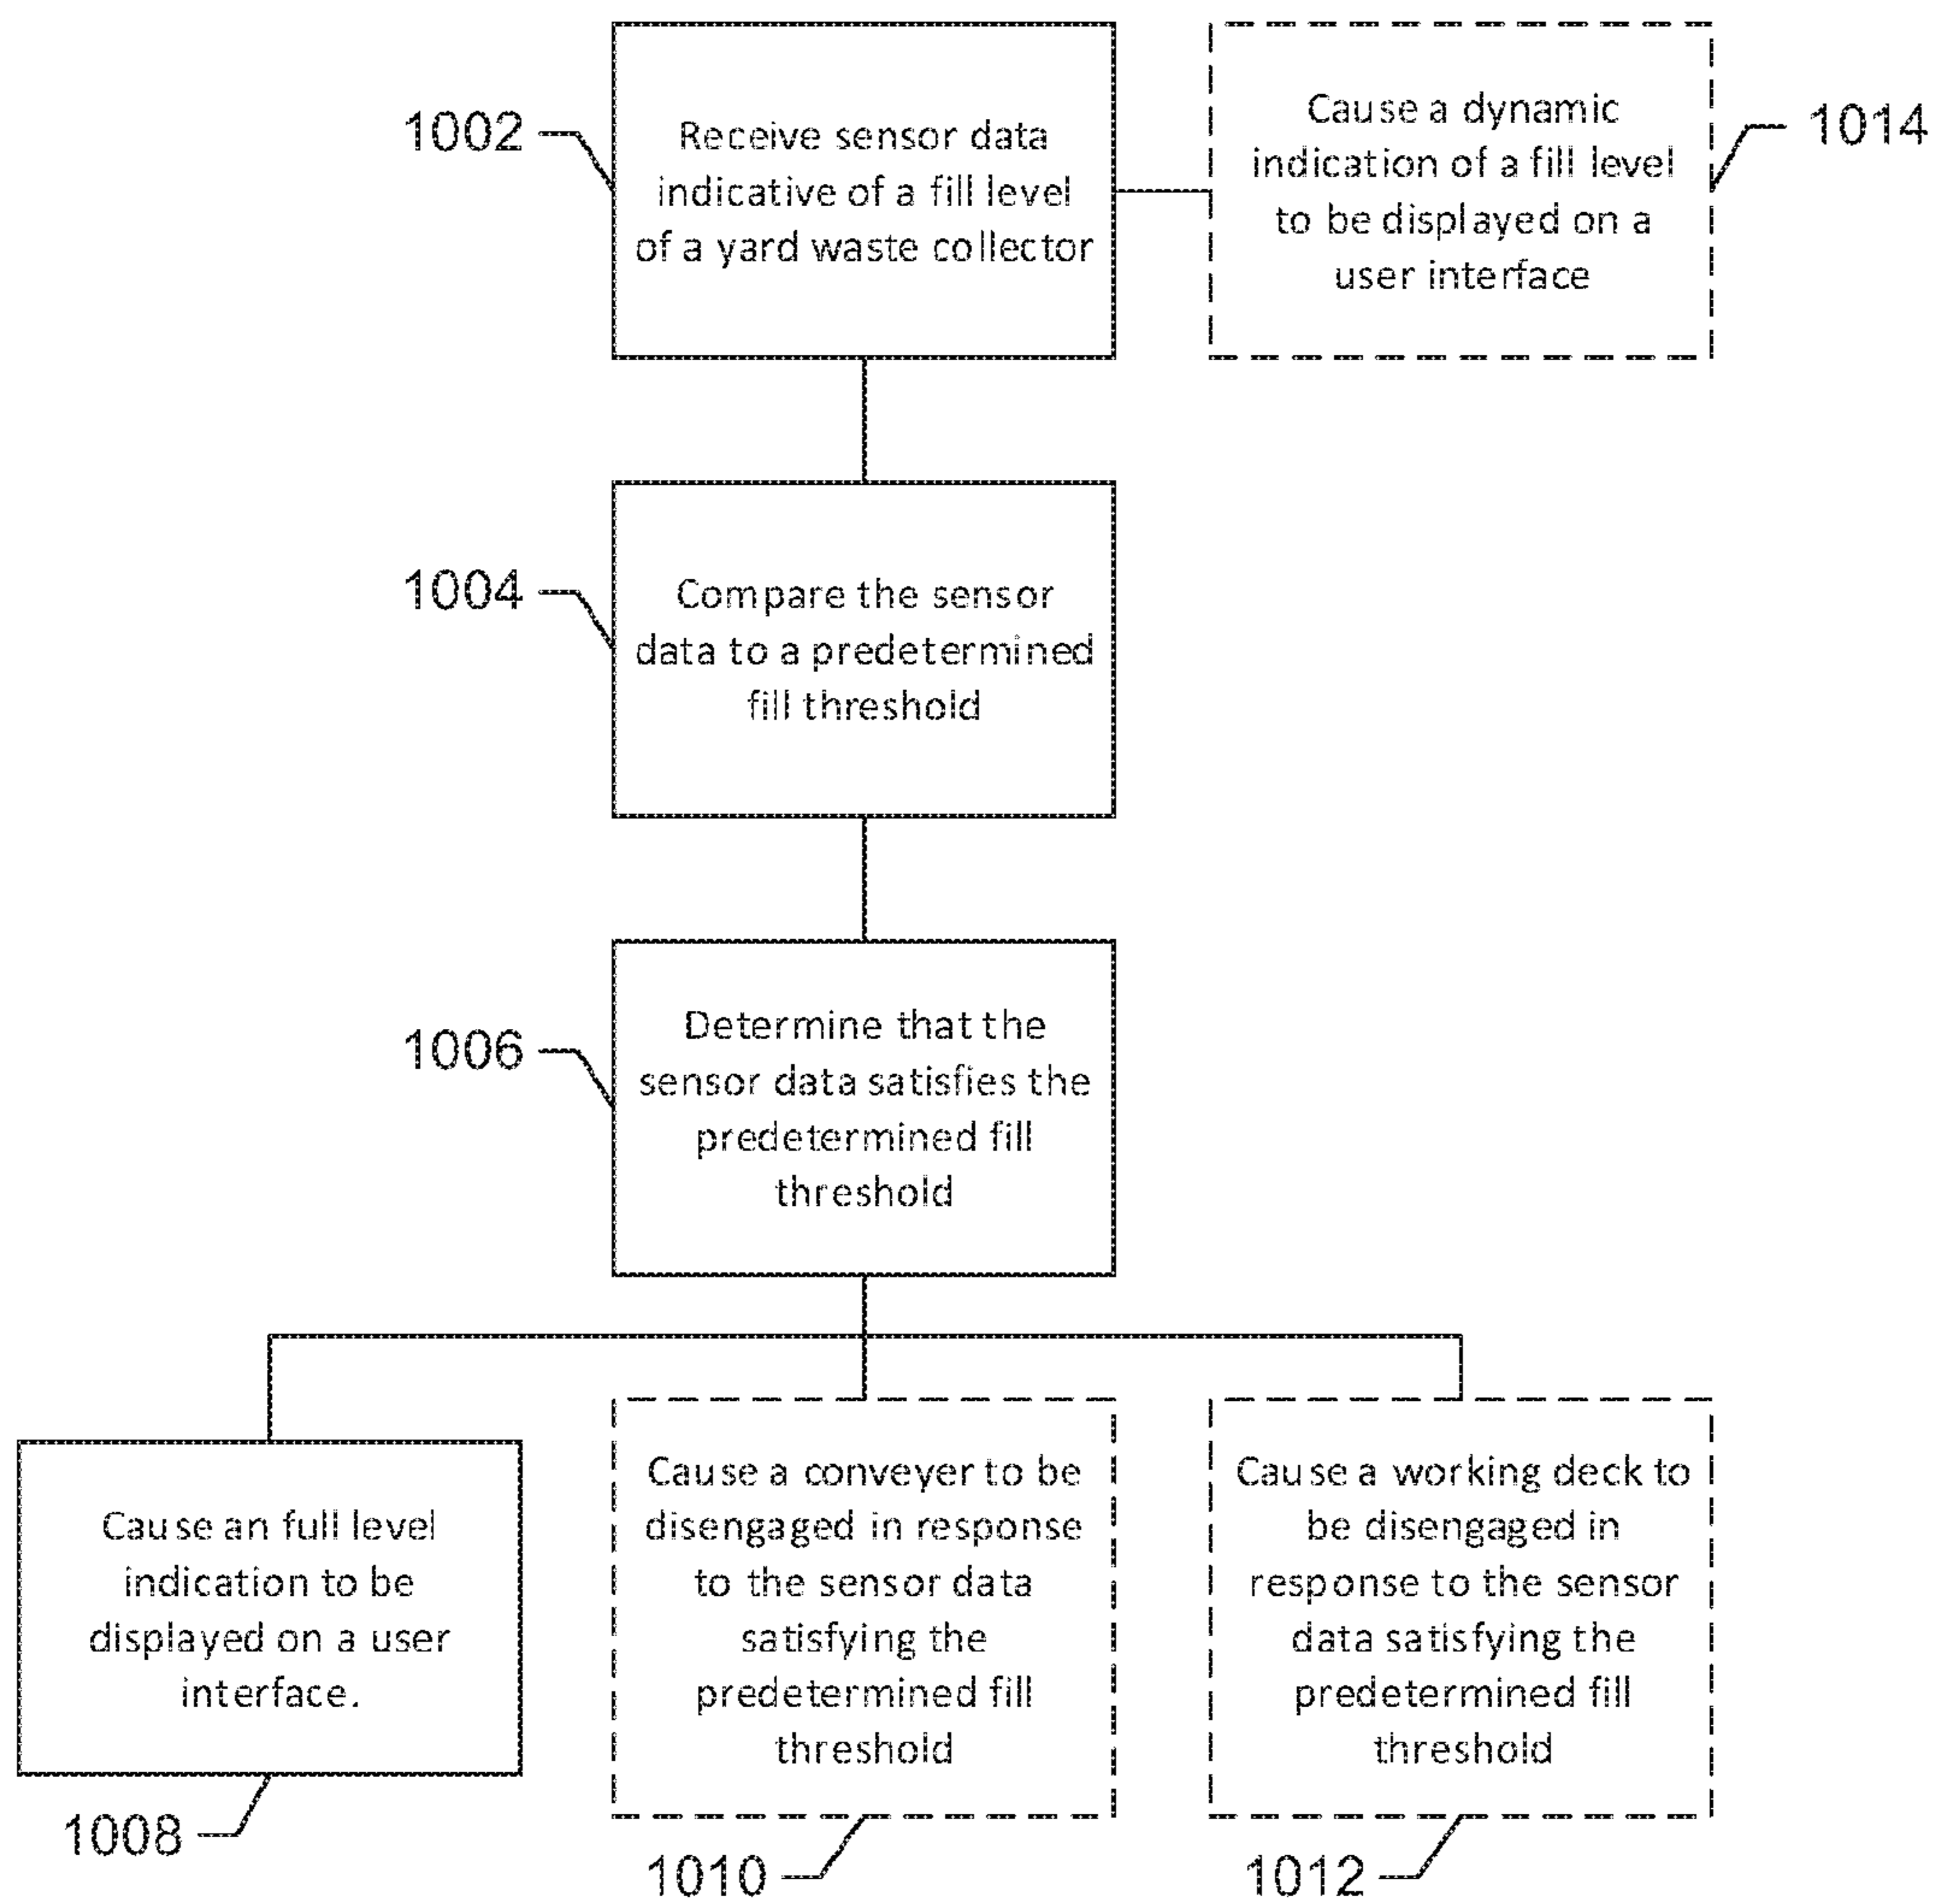 1002
Receive sensor data
indicative of a fill level
of a yard waste collector
Cause a dynamic
indication of a fill level
to be displayed on a
user interface
1014
1004
Compare the sensor
data to a predetermined
fill threshold
1006
Determine that the
sensor data satisfies the
predetermined fill
threshold
Cause an full level
indication to be
displayed on a user
interface.
1008
Cause a conveyer to be
disengaged in response
to the sensor data
satisfying the
predetermined fill
threshold
1010
Cause a working deck to
be disengaged in
response to the sensor
data satisfying the
predetermined fill
threshold
1012